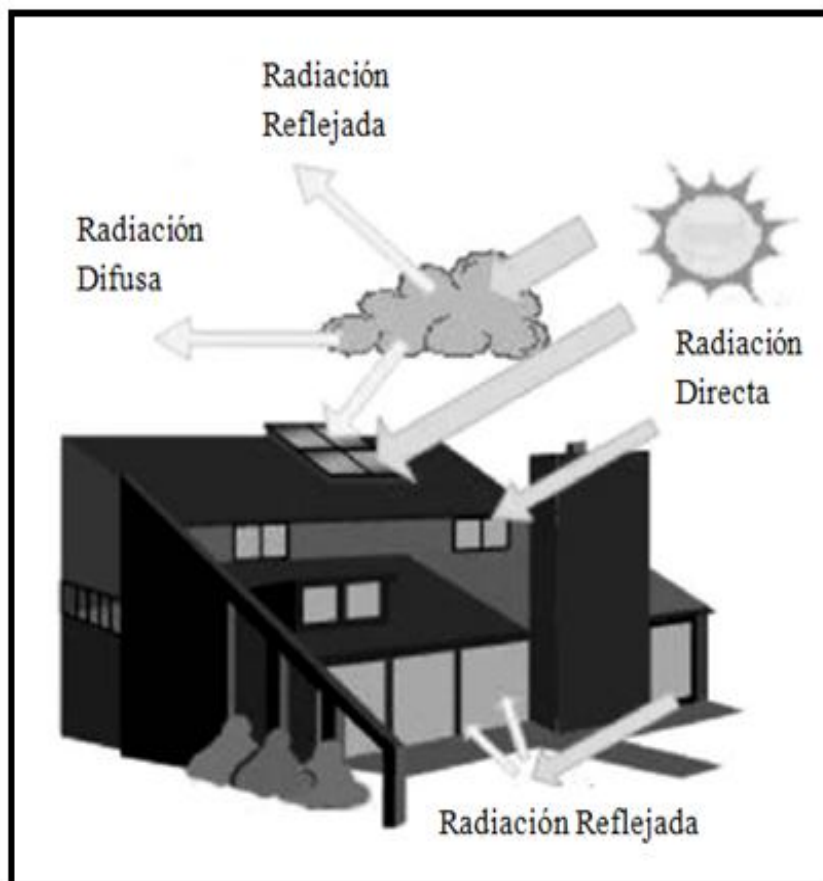 Radiación
Reflejada
Radiación
Difusa
Radiación
Directa
Radiación Reflejada